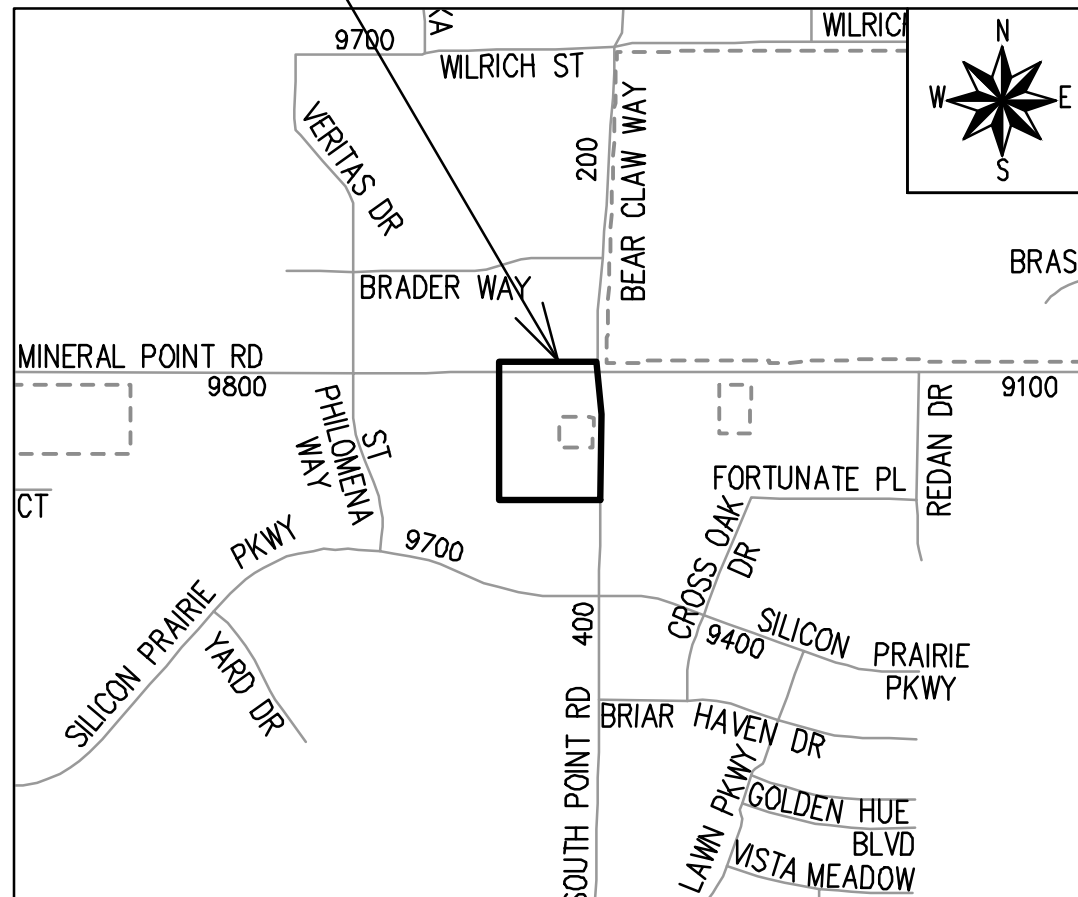 KA
9700
WILRICH ST
WILRICH
N
W
E
S
VERITAS DR
200
BEAR CLAW WAY
BRADER WAY
BRAS
MINERAL POINT RD
9800
9100
ST
PHILOMENA
WAY
REDAN DR
FORTUNATE PL
CT
CROSS OAK
DR
SILICON PRAIRIE PKWY
9700
400
9400
SILICON PRAIRIE
PKWY
YARD DR
SOUTH POINT RD
BRIAR HAVEN DR
LAWN PKWY
GOLDEN HUE
BLVD
VISTA MEADOW